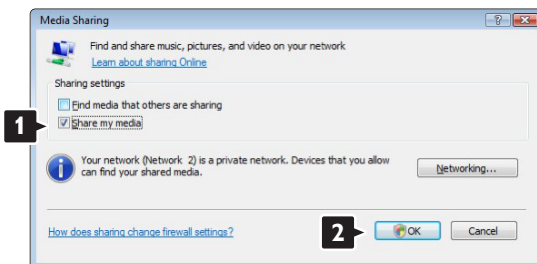 Media Sharing
Find and share music, pictures, and video on your network
Learn about sharing Online
Sharing settings
Find media that others are sharing
1
Share my media
Your network (Network 2) is a private network. Devices that you allow
can find your shared media.
Networking...
How does sharing change firewall settings?
2
OK
Cancel